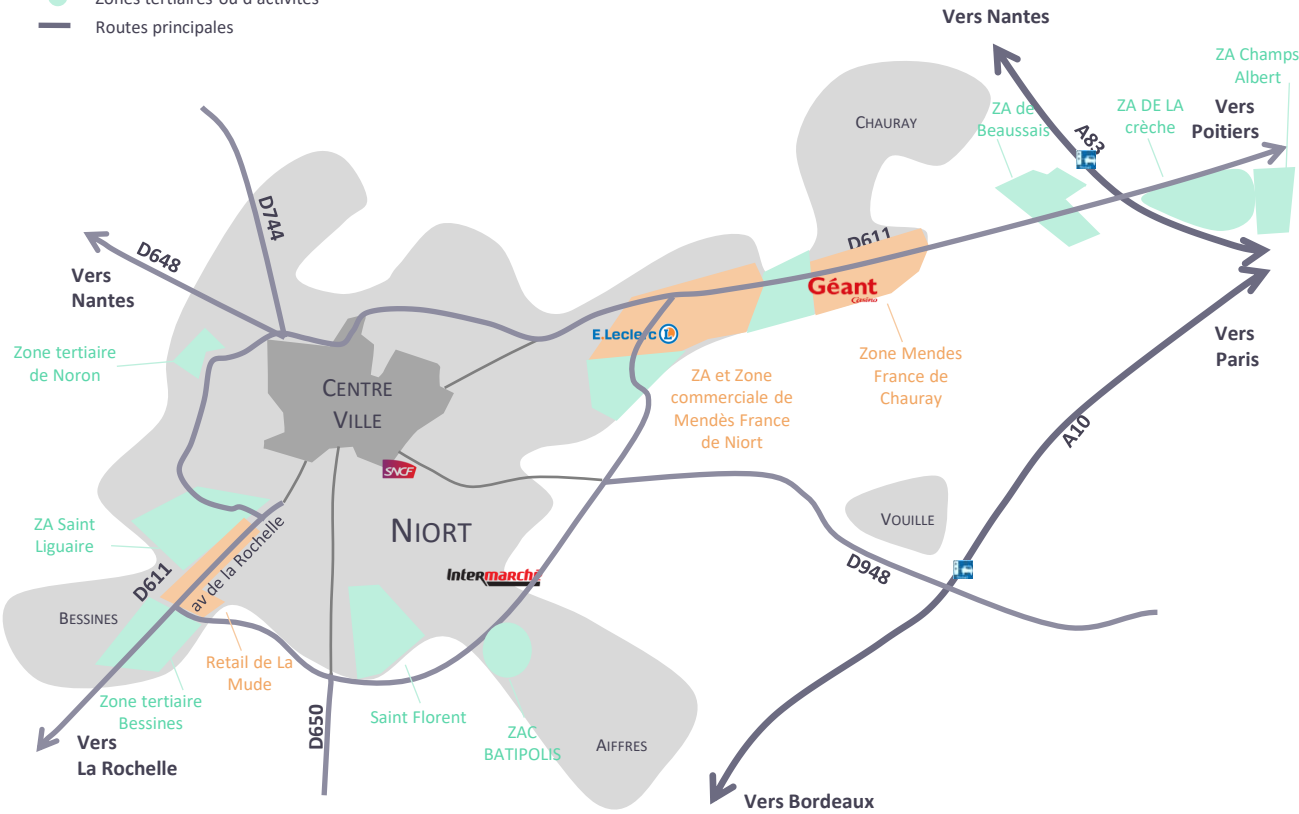 Zones tertiaires ou d'activités
Routes principales
Vers Nantes
ZA Champs
Albert
CHAURAY
ZA de
Beaussais
A83
ZA DE LA
crèche
Vers
Poitiers
D744
D648
Vers
Nantes
D611
Géant
Casino
E.Leclerc L
Zone tertiaire
de Noron
CENTRE
VILLE
SNCF
ZA et Zone
commerciale de
Mendès France
de Niort
Zone Mendes
France de
Chauray
Vers
Paris
A10
ZA Saint
Liguaire
NIORT
VOUILLE
D948
Intermarché
D611
av de la Rochelle
BESSINES
Retail de La
Mude
Zone tertiaire
Bessines
Vers
La Rochelle
D650
Saint Florent
ZAC
BATIPOLIS
AIFFRES
Vers Bordeaux